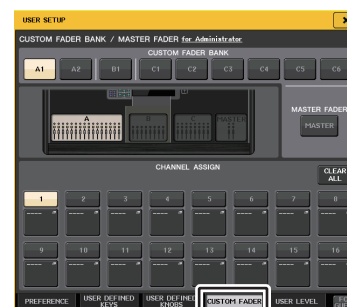 USER SETUP
CUSTOM FADER BANK / MASTER FADER for Administrator
CUSTOM FADER BANK
A1 A2 B1 C1 C2 C3 C4 C5 C6
A B C MASTER
MASTER FADER
MASTER
CHANNEL ASSIGN
CLEAR ALL
1 2 3 4 5 6 7 8
---- ---- ---- ---- ---- ---- ---- ----
9 10 11 12 13 14 15 16
---- ---- ---- ---- ---- ---- ---- ----
PREFERENCE USER DEFINED KEYS USER DEFINED KNOBS CUSTOM FADER USER LEVEL